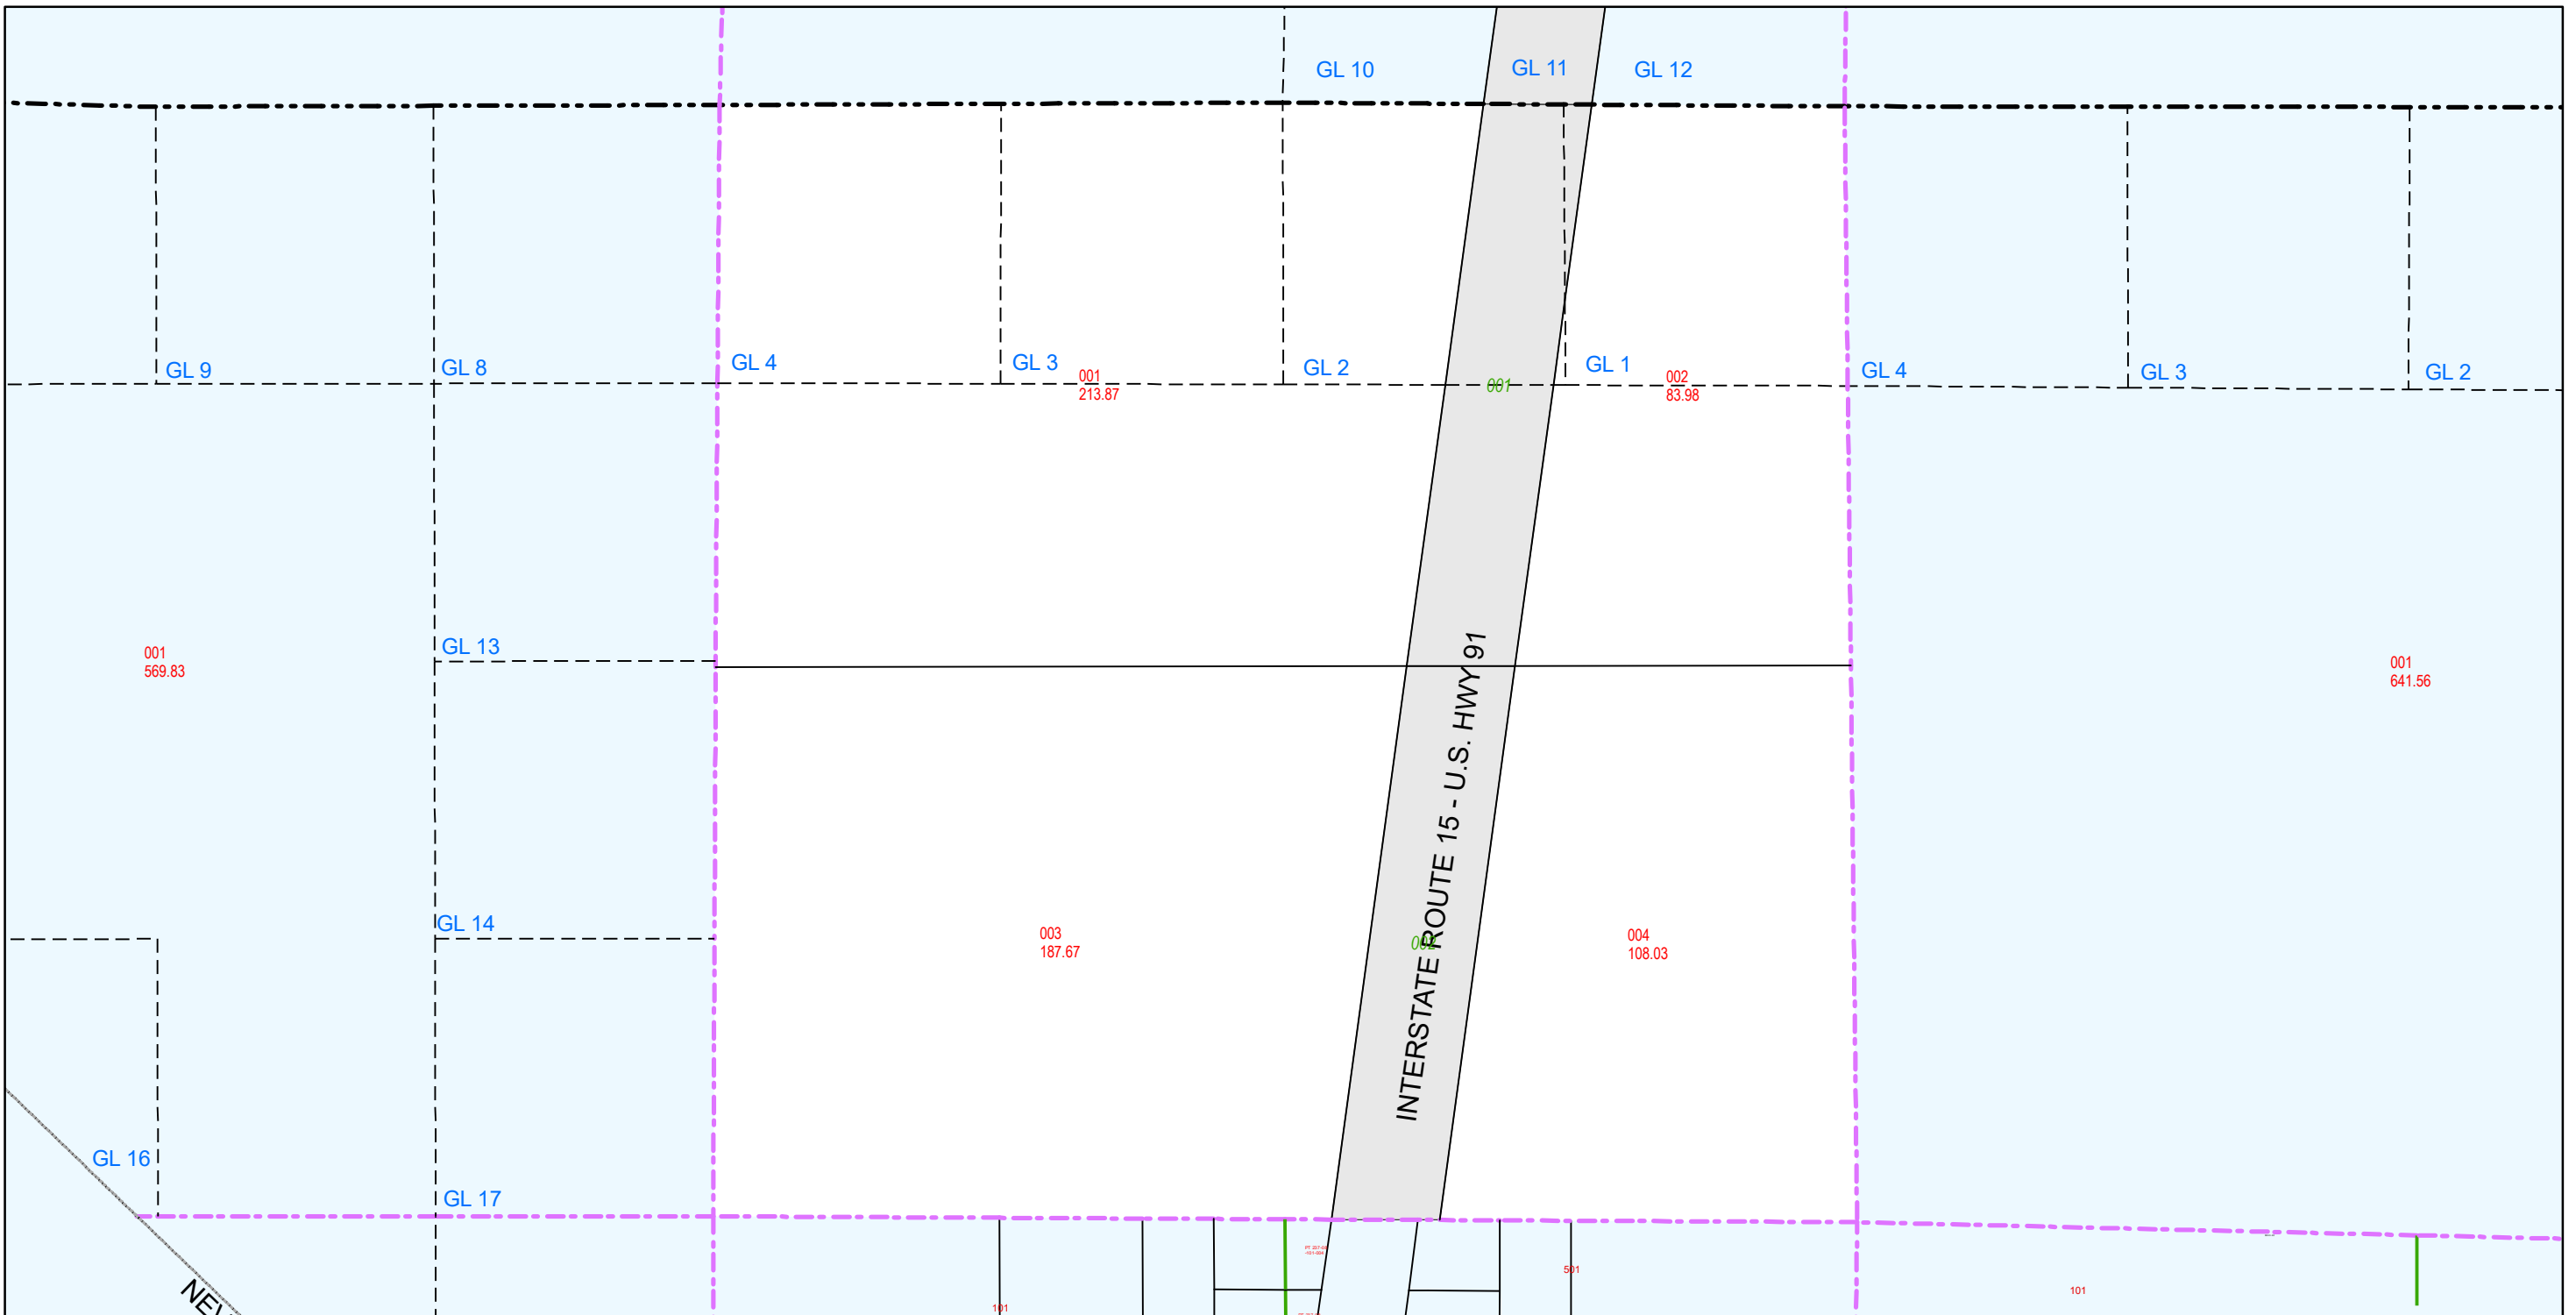 GL 10
GL 11
GL 12
GL 9
GL 8
GL 4
GL 3
GL 2
GL 1
GL 4
GL 3
GL 2
001
213.87
001
002
83.98
GL 13
001
569.83
001
641.56
INTERSTATE ROUTE 15 - U.S. HWY 91
GL 14
003
187.67
002
004
108.03
GL 16
GL 17
501
101
101